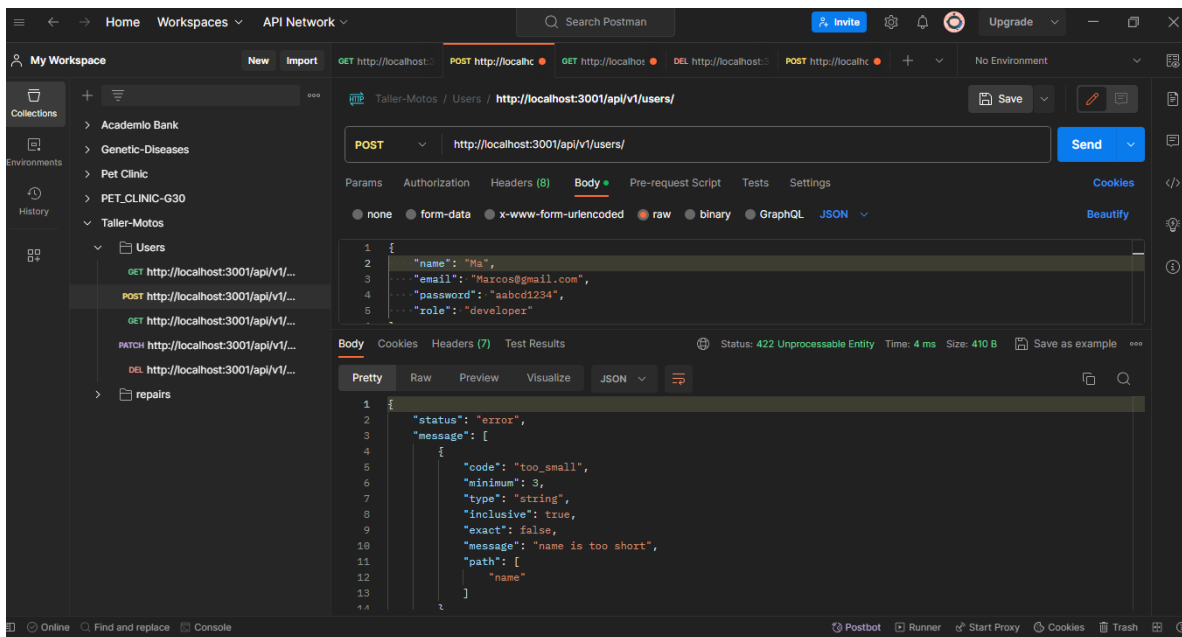 Home Workspaces API Network Search Postman Invite Upgrade
My Workspace New Import GET http://localhost: POST http://localhc GET http://localhos DEL http://localhost: POST http://localhc No Environment
Collections
Environments
History
Academlo Bank
Genetic-Diseases
Pet Clinic
PET_CLINIC-G30
Taller-Motos
Users
GET http://localhost:3001/api/v1/...
POST http://localhost:3001/api/v1/...
GET http://localhost:3001/api/v1/...
PATCH http://localhost:3001/api/v1/...
DEL http://localhost:3001/api/v1/...
repairs
HTTP Taller-Motos / Users / http://localhost:3001/api/v1/users/ Save
POST http://localhost:3001/api/v1/users/ Send
Params Authorization Headers (8) Body Pre-request Script Tests Settings Cookies
none form-data x-www-form-urlencoded raw binary GraphQL JSON Beautify
1 {
2 "name": "Ma",
3 "email": "Marcos@gmail.com",
4 "password": "aabcd1234",
5 "role": "developer"
Body Cookies Headers (7) Test Results Status: 422 Unprocessable Entity Time: 4 ms Size: 410 B Save as example
Pretty Raw Preview Visualize JSON
1 {
2 "status": "error",
3 "message": [
4 {
5 "code": "too_small",
6 "minimum": 3,
7 "type": "string",
8 "inclusive": true,
9 "exact": false,
10 "message": "name is too short",
11 "path": [
12 "name"
13 ]
14 }
Online Find and replace Console Postbot Runner Start Proxy Cookies Trash